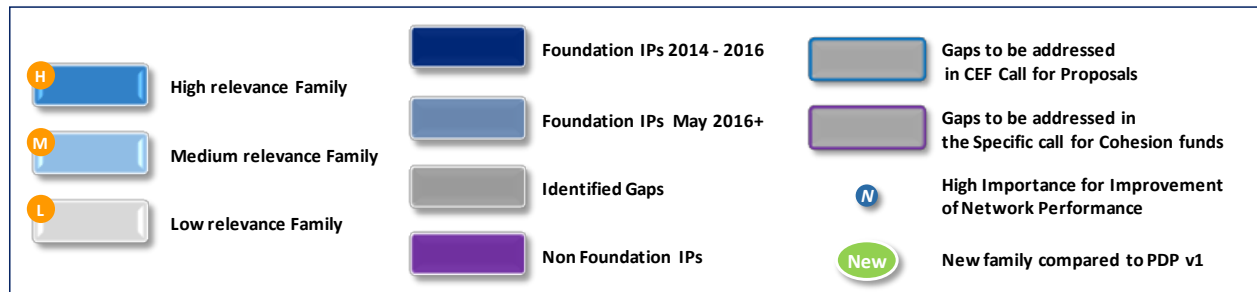 H
High relevance Family
M
Medium relevance Family
L
Low relevance Family
Foundation IPs 2014 - 2016
Foundation IPs May 2016+
Identified Gaps
Non Foundation IPs
Gaps to be addressed
in CEF Call for Proposals
Gaps to be addressed in
the Specific call for Cohesion funds
N
High Importance for Improvement
of Network Performance
New
New family compared to PDP v1